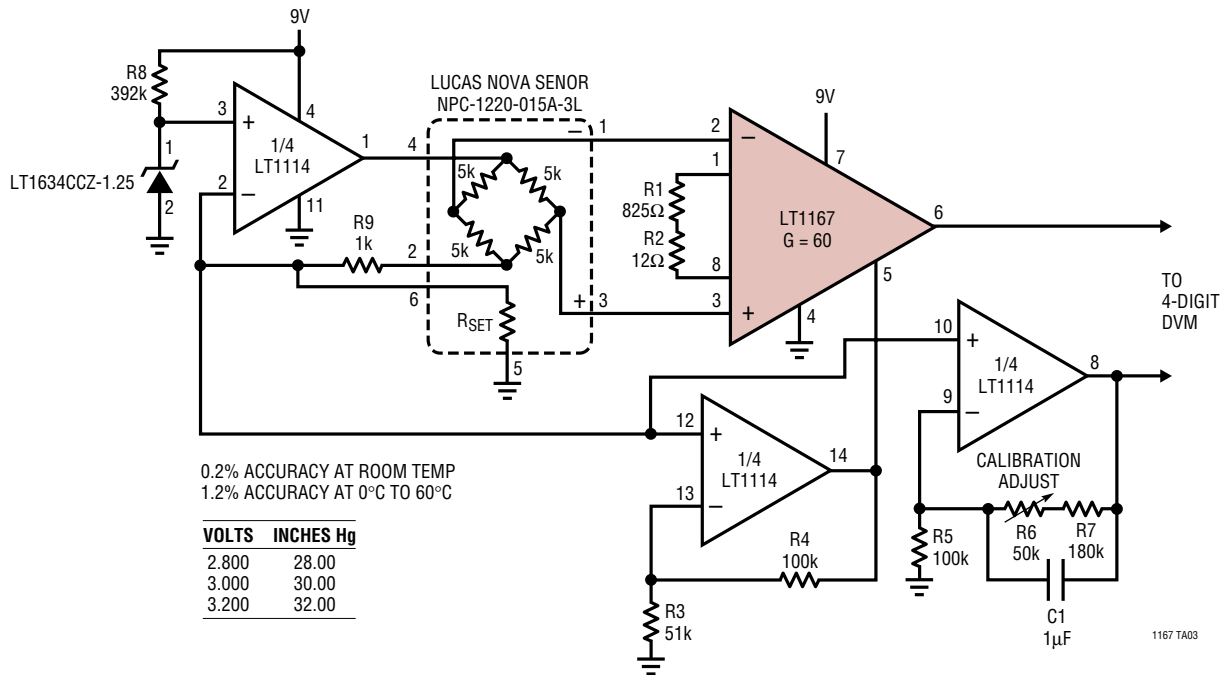 9V
R8
392k
LT1634CCZ-1.25
1
2
3
+
2
–
1/4
LT1114
4
11
1
LUCAS NOVA SENOR
NPC-1220-015A-3L
4
5k
5k
5k
5k
–
1
R9
1k
2
6
RSET
5
+
3
9V
2
–
1
R1
825Ω
R2
12Ω
8
3
+
7
LT1167
G = 60
6
5
4
TO
4-DIGIT
DVM
10
+
1/4
LT1114
8
9
–
12
+
1/4
LT1114
14
13
–
CALIBRATION
ADJUST
R5
100k
R6
50k
R7
180k
C1
1µF
R4
100k
R3
51k
0.2% ACCURACY AT ROOM TEMP
1.2% ACCURACY AT 0°C TO 60°C
VOLTS INCHES Hg
2.800 28.00
3.000 30.00
3.200 32.00
1167 TA03